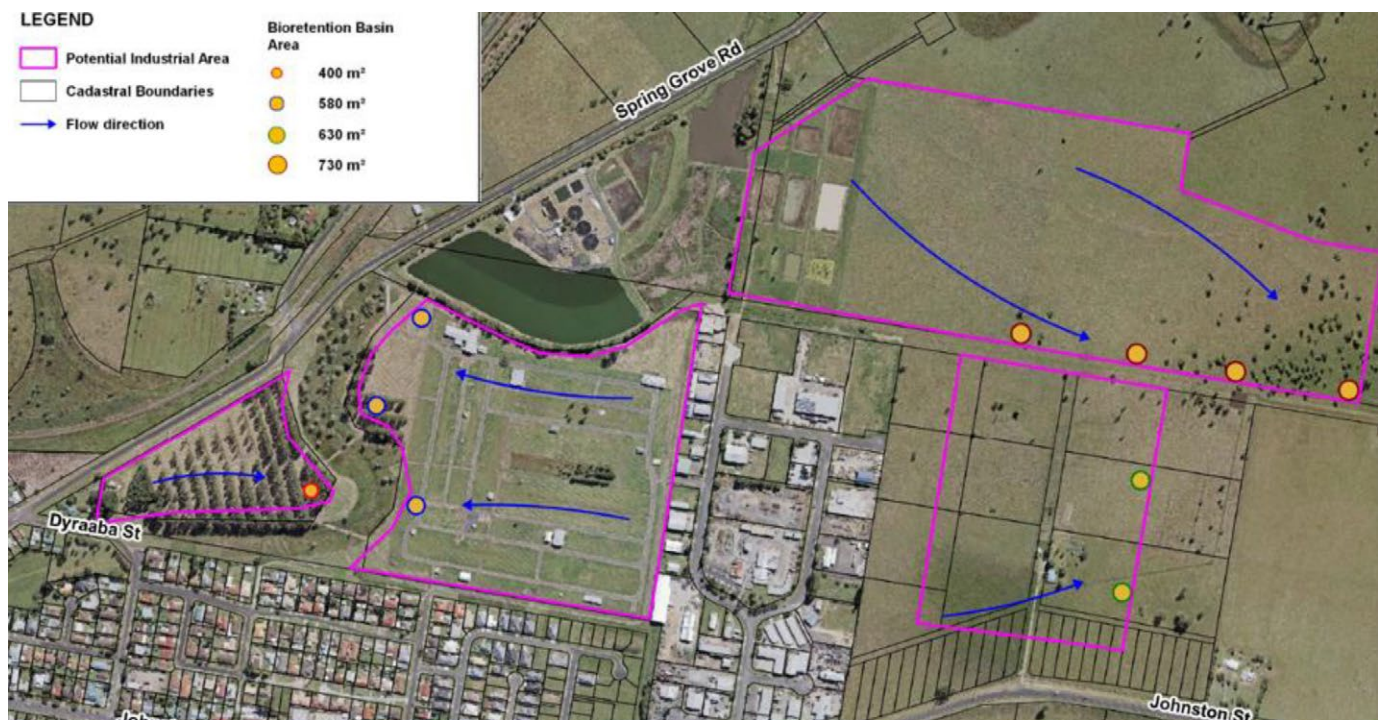 LEGEND
Potential Industrial Area
Cadastral Boundaries
Flow direction
Bioretention Basin
Area
400 m²
580 m²
630 m²
730 m²
Spring Grove Rd
Dyraaba St
Johnston St